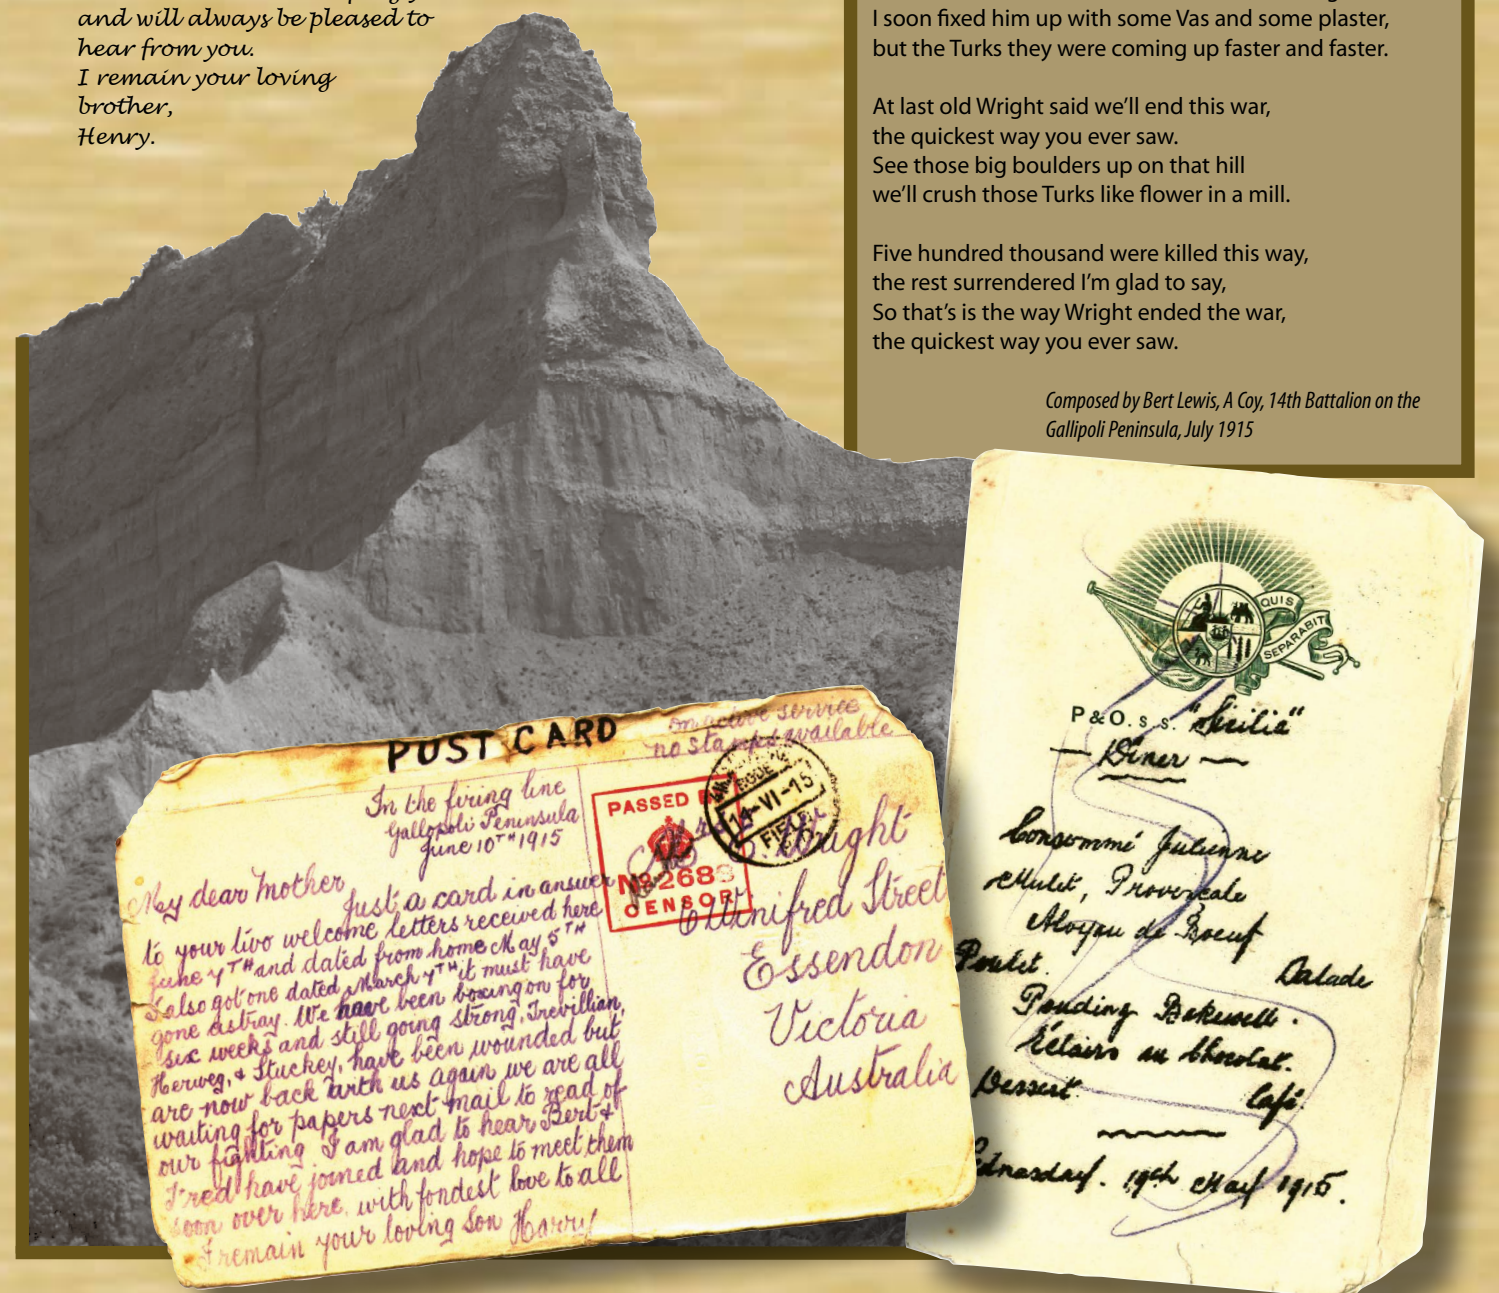 and will always be pleased to
hear from you.
I remain your loving
brother,
Henry.
I soon fixed him up with some Vas and some plaster,
but the Turks they were coming up faster and faster.
At last old Wright said we'll end this war,
the quickest way you ever saw.
See those big boulders up on that hill
we'll crush those Turks like flower in a mill.
Five hundred thousand were killed this way,
the rest surrendered I'm glad to say,
So that's is the way Wright ended the war,
the quickest way you ever saw.
Composed by Bert Lewis, A Coy, 14th Battalion on the
Gallipoli Peninsula, July 1915
POST CARD
on active service
no stamps available
In the firing line
Gallopoli Peninsula
June 10TH 1915
My dear Mother
Just a card in answer
to your two welcome letters received here
June 7TH and dated from home May 5TH
I also got one dated March 7TH it must have
gone astray. We have been boxing on for
six weeks and still going strong, Trevillian,
Herweg, & Stuckey, have been wounded but
are now back with us again we are all
waiting for papers next mail to read of
our fighting I am glad to hear Bert &
Fred have joined and hope to meet them
soon over here, with fondest love to all
I remain your loving Son Harry
PASSED
No 268
CENSOR
14-VI-15
FIELD
Wright
Winifred Street
Essendon
Victoria
Australia
QUIS
SEPARABIT
P & O. S. S. "Sicilia"
Diner
Consommé Julienne
Mulet, Provençale
Aloyau de Boeuf
Poulet. Salade
Pouding Bakewell.
Eclairs au Chocolat.
Dessert. Café.
19th May 1915.